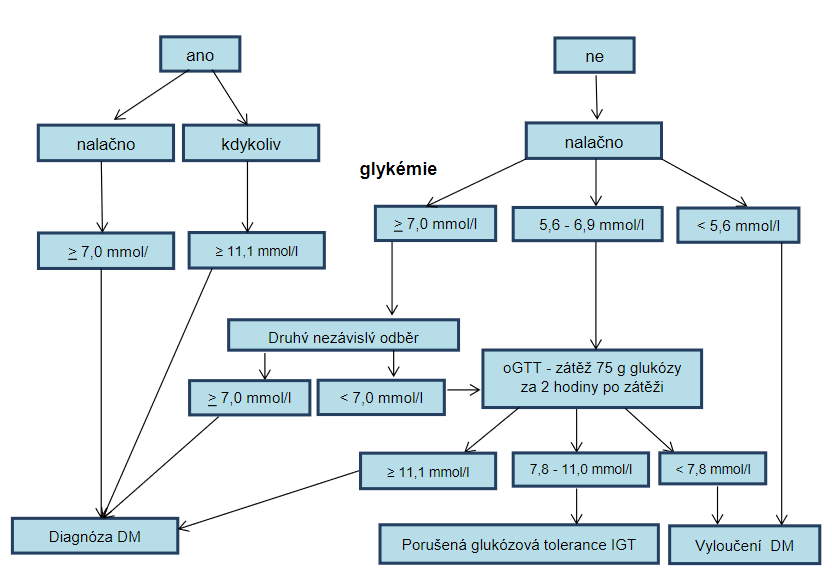 ano
ne
nalačno
kdykoliv
nalačno
glykémie
≥ 7,0 mmol/
≥ 11,1 mmol/l
≥ 7,0 mmol/l
5,6 - 6,9 mmol/l
< 5,6 mmol/l
Druhý nezávislý odběr
oGTT - zátěž 75 g glukózy
za 2 hodiny po zátěži
≥ 7,0 mmol/l
< 7,0 mmol/l
≥ 11,1 mmol/l
7,8 - 11,0 mmol/l
< 7,8 mmol/l
Diagnóza DM
Porušená glukózová tolerance IGT
Vyloučení DM